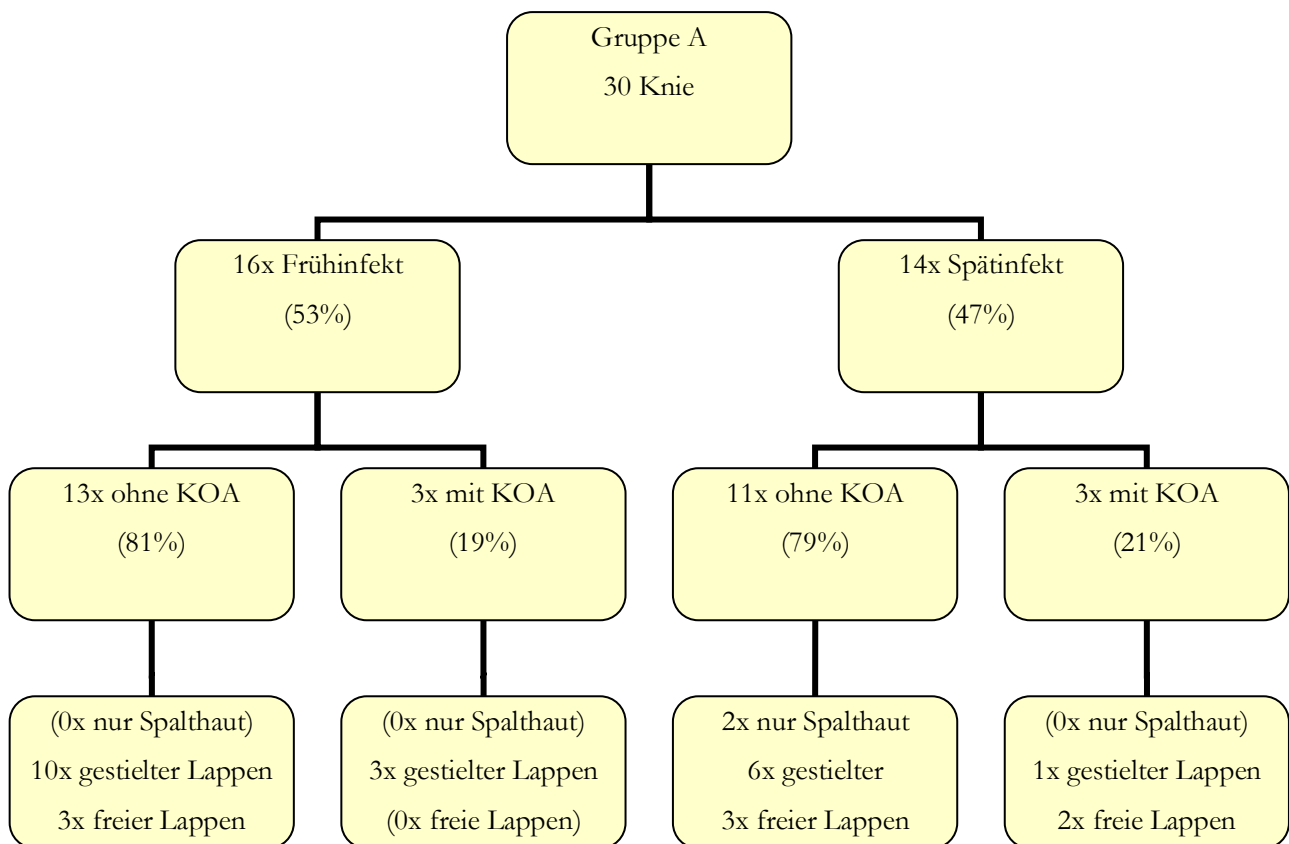 Gruppe A
30 Knie
16x Frühinfekt
(53%)
14x Spätinfekt
(47%)
13x ohne KOA
(81%)
3x mit KOA
(19%)
11x ohne KOA
(79%)
3x mit KOA
(21%)
(0x nur Spalthaut)
10x gestielter Lappen
3x freier Lappen
(0x nur Spalthaut)
3x gestielter Lappen
(0x freie Lappen)
2x nur Spalthaut
6x gestielter
3x freier Lappen
(0x nur Spalthaut)
1x gestielter Lappen
2x freie Lappen